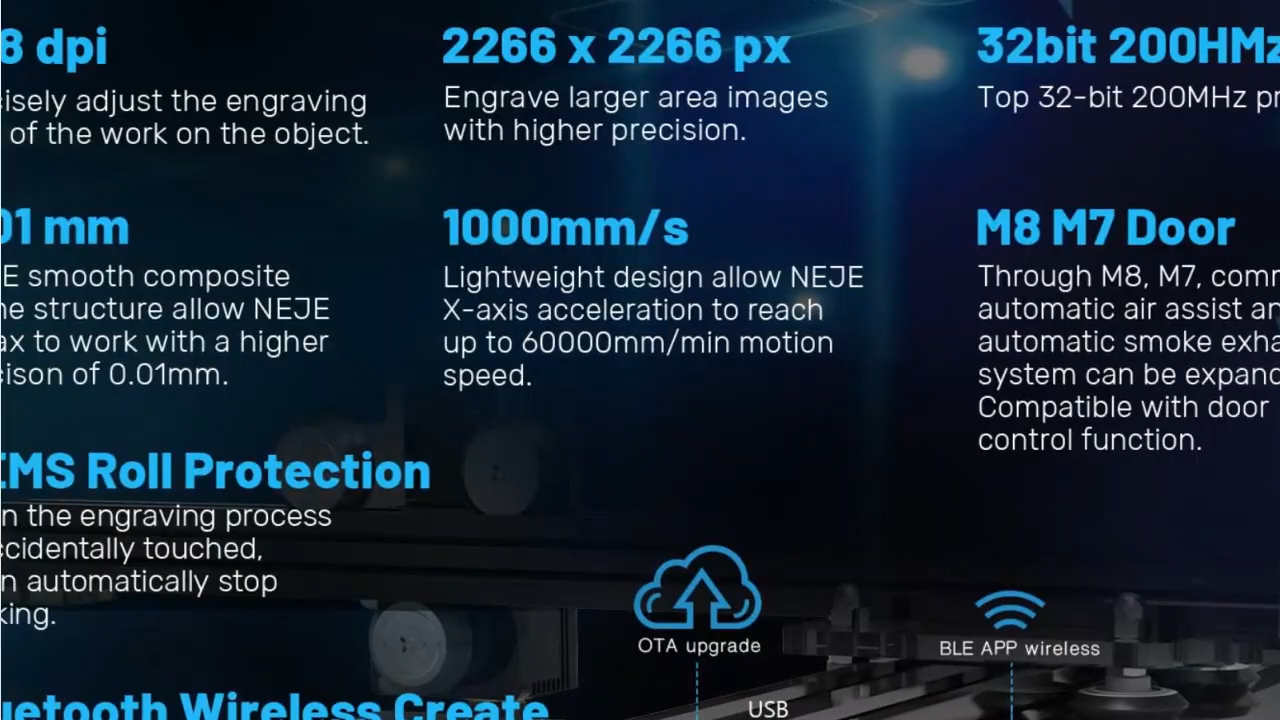 8 dpi
isely adjust the engraving
of the work on the object.
2266 x 2266 px
Engrave larger area images
with higher precision.
32bit 200HMz
Top 32-bit 200MHz pr
01 mm
E smooth composite
ne structure allow NEJE
ax to work with a higher
cison of 0.01mm.
1000mm/s
Lightweight design allow NEJE
X-axis acceleration to reach
up to 60000mm/min motion
speed.
M8 M7 Door
Through M8, M7, comm
automatic air assist an
automatic smoke exha
system can be expand
Compatible with door
control function.
EMS Roll Protection
n the engraving process
ccidentally touched,
n automatically stop
king.
OTA upgrade
BLE APP wireless
uetooth Wireless Create
USB